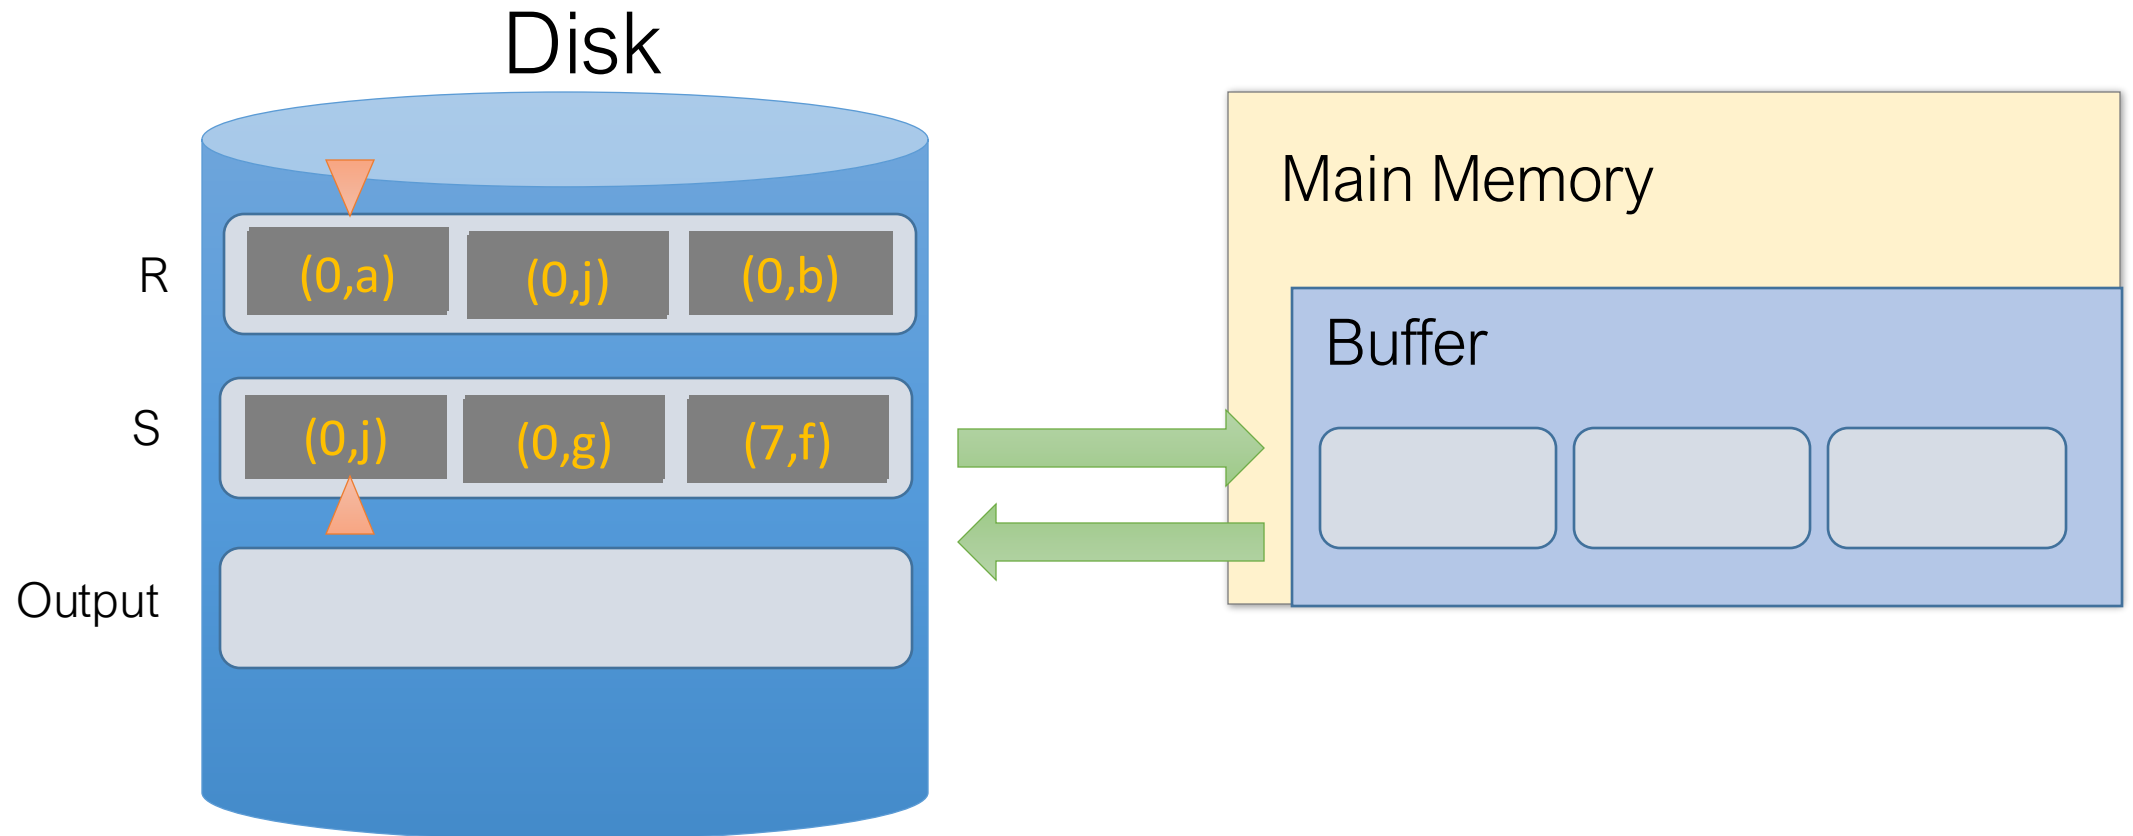 Disk
Main Memory
R
(0,a) (0,j) (0,b)
Buffer
S
(0,j) (0,g) (7,f)
Output